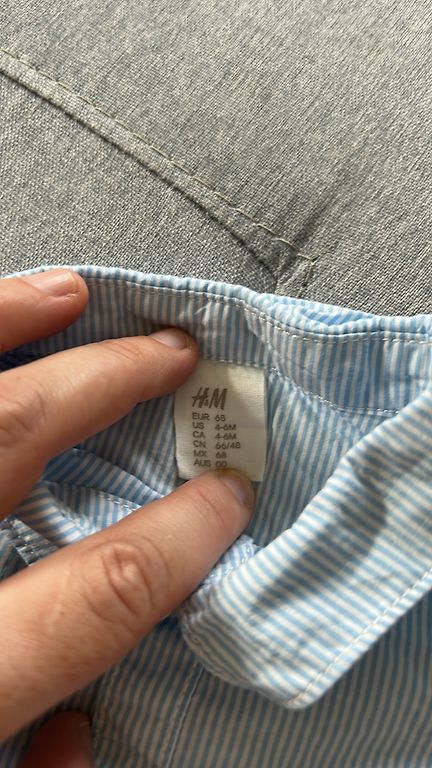 H&M
EUR 68
US 4-6M
CA 4-6M
CN 66/48
MX 68
AUS 00